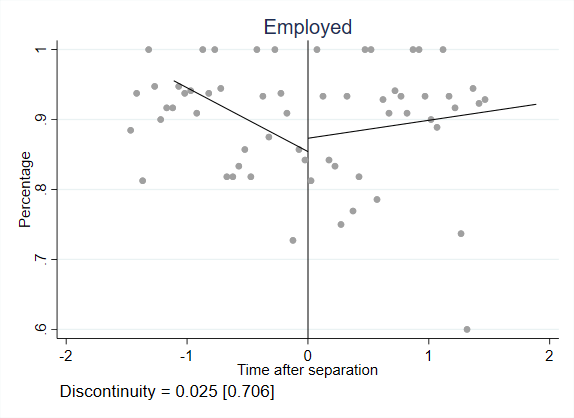 Employed
Percentage
1
.9
.8
.7
.6
-2 -1 0 1 2
Time after separation
Discontinuity = 0.025 [0.706]